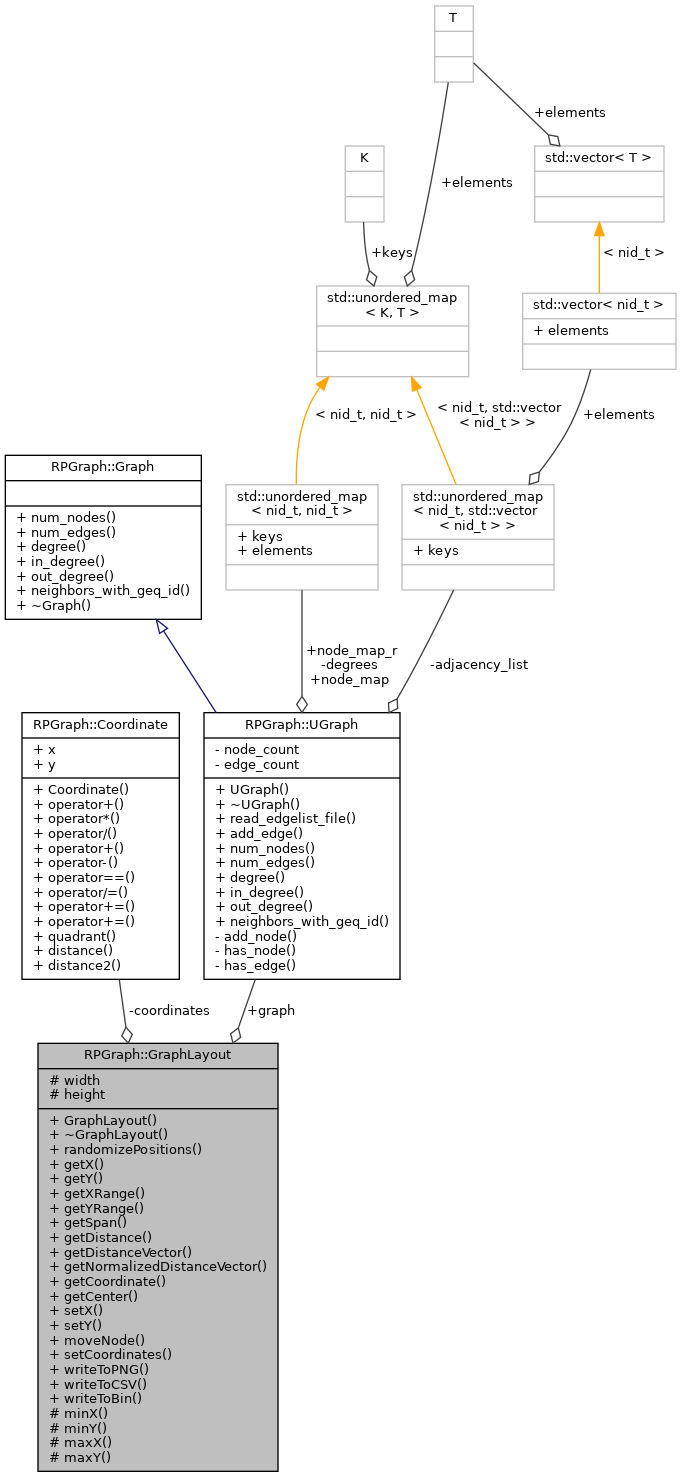 T
+elements
K
std::vector< T >
+elements
+keys
< nid_t >
std::unordered_map
< K, T >
std::vector< nid_t >
+ elements
< nid_t, nid_t >
< nid_t, std::vector
< nid_t > >
+elements
RPGraph::Graph
+ num_nodes()
+ num_edges()
+ degree()
+ in_degree()
+ out_degree()
+ neighbors_with_geq_id()
+ ~Graph()
std::unordered_map
< nid_t, nid_t >
+ keys
+ elements
std::unordered_map
< nid_t, std::vector
< nid_t > >
+ keys
+node_map_r
-degrees
+node_map
-adjacency_list
RPGraph::Coordinate
+ x
+ y
+ Coordinate()
+ operator+()
+ operator*()
+ operator/()
+ operator+()
+ operator-()
+ operator==()
+ operator/=()
+ operator+=()
+ operator+=()
+ quadrant()
+ distance()
+ distance2()
RPGraph::UGraph
- node_count
- edge_count
+ UGraph()
+ ~UGraph()
+ read_edgelist_file()
+ add_edge()
+ num_nodes()
+ num_edges()
+ degree()
+ in_degree()
+ out_degree()
+ neighbors_with_geq_id()
- add_node()
- has_node()
- has_edge()
-coordinates
+graph
RPGraph::GraphLayout
# width
# height
+ GraphLayout()
+ ~GraphLayout()
+ randomizePositions()
+ getX()
+ getY()
+ getXRange()
+ getYRange()
+ getSpan()
+ getDistance()
+ getDistanceVector()
+ getNormalizedDistanceVector()
+ getCoordinate()
+ getCenter()
+ setX()
+ setY()
+ moveNode()
+ setCoordinates()
+ writeToPNG()
+ writeToCSV()
+ writeToBin()
# minX()
# minY()
# maxX()
# maxY()